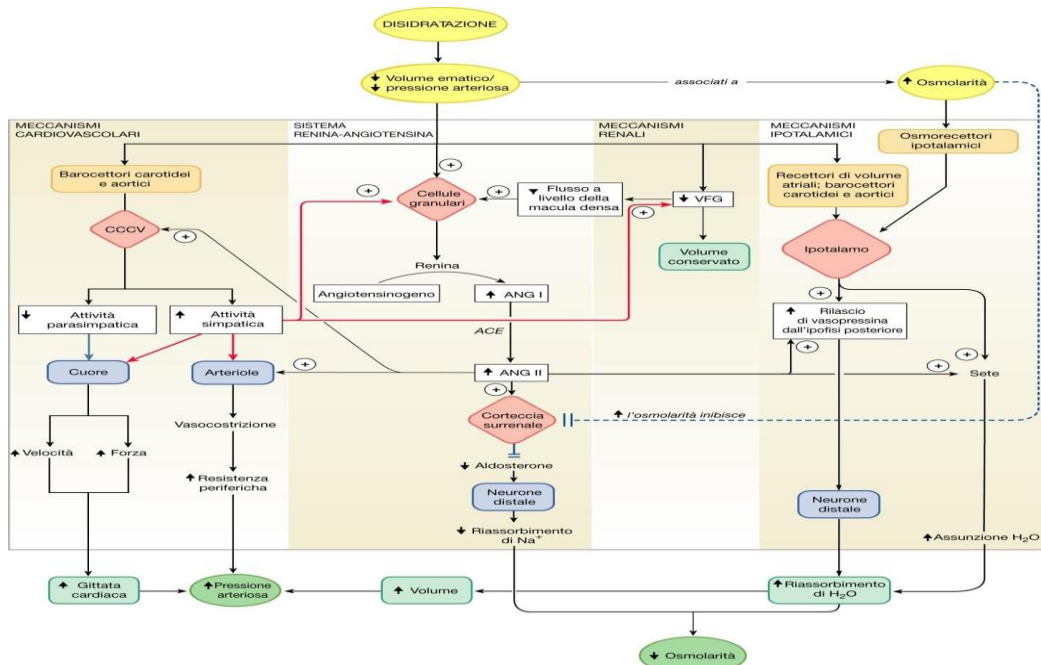 DISIDRATAZIONE
Volume ematico/
pressione arteriosa
associati a
Osmolarità
MECCANISMI
CARDIOVASCOLARI
SISTEMA
RENINA-ANGIOTENSINA
MECCANISMI
RENALI
MECCANISMI
IPOTALAMICI
Osmorecettori
ipotalamici
Barocettori carotidei
e aortici
+
Cellule
granulari
+
Flusso a
livello della
macula densa
+
VFG
Recettori di volume
atriali; barocettori
carotidei e aortici
CCCV
+
Volume
conservato
Ipotalamo
Renina
Angiotensinogeno
ANG I
Attività
parasimpatica
Attività
simpatica
+
Rilascio
di vasopressina
dall'ipofisi posteriore
ACE
Cuore
Arteriole
+
ANG II
+
+
+
Sete
+
Corteccia
surrenale
l'osmolarità inibisce
Vasocostrizione
Velocità
Forza
Resistenza
periferica
Aldosterone
Neurone
distale
Neurone
distale
Riassorbimento
di Na+
Assunzione H2O
Gittata
cardiaca
Pressione
arteriosa
Volume
Riassorbimento
di H2O
Osmolarità